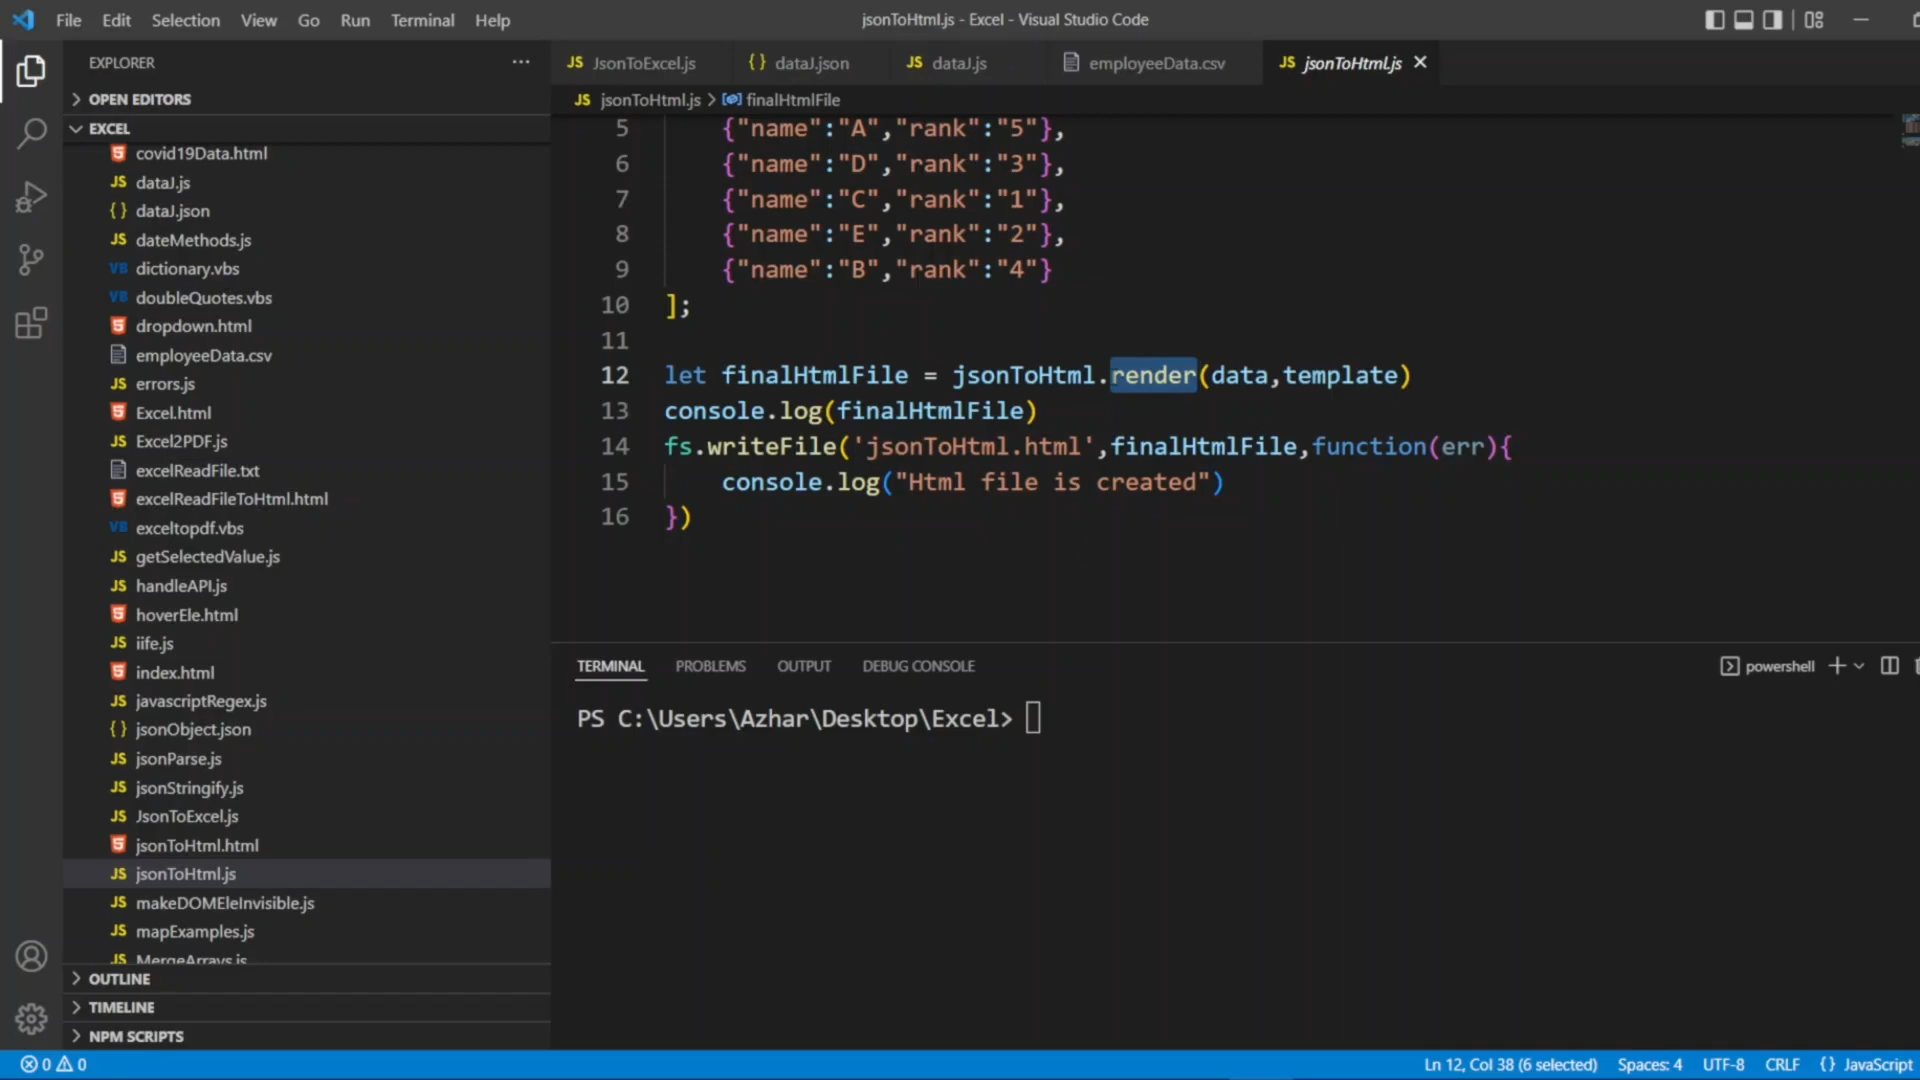 File Edit Selection View Go Run Terminal Help
jsonToHtml.js - Excel - Visual Studio Code
EXPLORER
OPEN EDITORS
EXCEL
covid19Data.html
dataJ.js
dataJ.json
dateMethods.js
dictionary.vbs
doubleQuotes.vbs
dropdown.html
employeeData.csv
errors.js
Excel.html
Excel2PDF.js
excelReadFile.txt
excelReadFileToHtml.html
exceltopdf.vbs
getSelectedValue.js
handleAPI.js
hoverEle.html
iife.js
index.html
javascriptRegex.js
jsonObject.json
jsonParse.js
jsonStringify.js
JsonToExcel.js
jsonToHtml.html
jsonToHtml.js
makeDOMEleInvisible.js
mapExamples.js
MergeArrays.js
OUTLINE
TIMELINE
NPM SCRIPTS
JS JsonToExcel.js {} dataJ.json JS dataJ.js employeeData.csv JS jsonToHtml.js
JS jsonToHtml.js > finalHtmlFile
5 {"name":"A","rank":"5"},
6 {"name":"D","rank":"3"},
7 {"name":"C","rank":"1"},
8 {"name":"E","rank":"2"},
9 {"name":"B","rank":"4"}
10 ];
11
12 let finalHtmlFile = jsonToHtml.render(data,template)
13 console.log(finalHtmlFile)
14 fs.writeFile('jsonToHtml.html',finalHtmlFile,function(err){
15 console.log("Html file is created")
16 })
TERMINAL PROBLEMS OUTPUT DEBUG CONSOLE
powershell
PS C:\Users\Azhar\Desktop\Excel>
0 0
Ln 12, Col 38 (6 selected) Spaces: 4 UTF-8 CRLF {} JavaScript